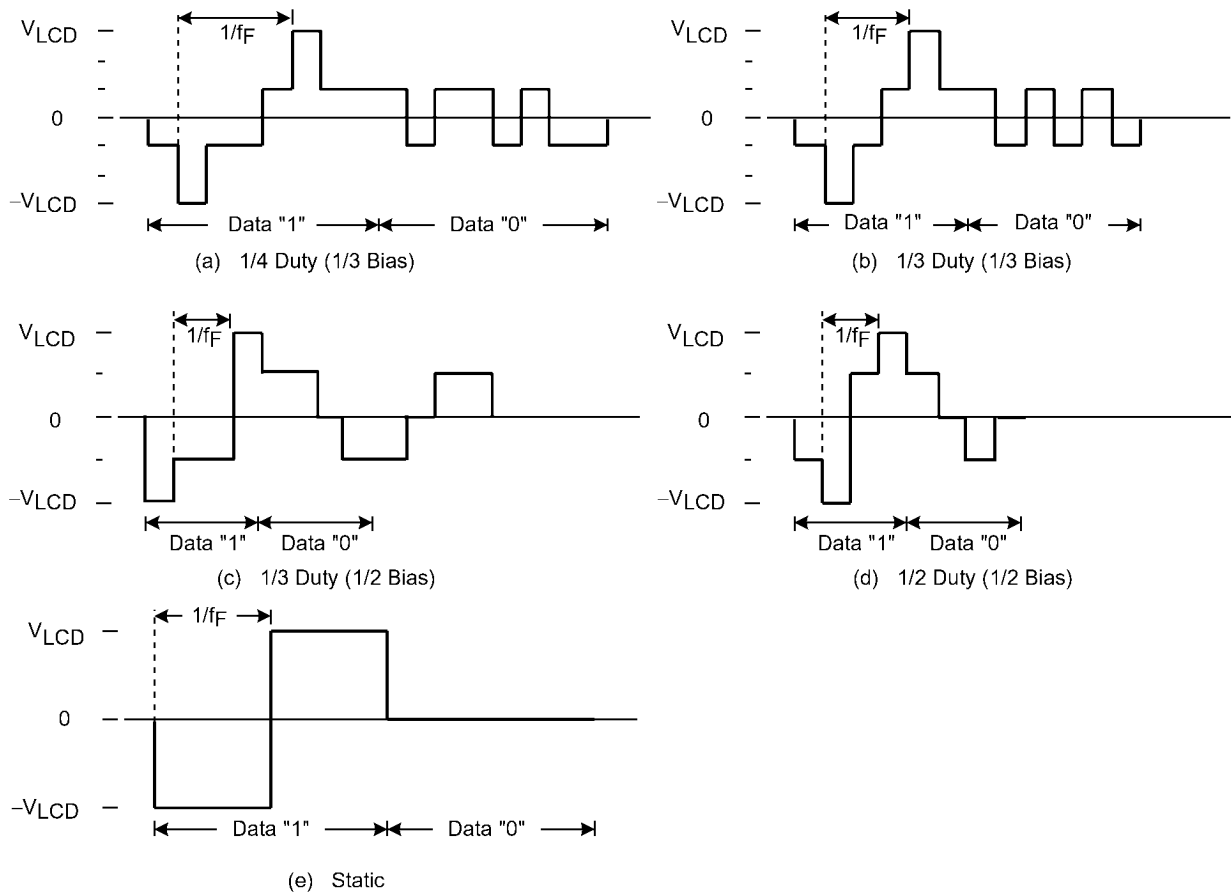 VLCD
1/fF
0
−VLCD
Data "1"
Data "0"
(a) 1/4 Duty (1/3 Bias)
VLCD
1/fF
0
−VLCD
Data "1"
Data "0"
(b) 1/3 Duty (1/3 Bias)
VLCD
1/fF
0
−VLCD
Data "1"
Data "0"
(c) 1/3 Duty (1/2 Bias)
VLCD
1/fF
0
−VLCD
Data "1"
Data "0"
(d) 1/2 Duty (1/2 Bias)
1/fF
VLCD
0
−VLCD
Data "1"
Data "0"
(e) Static